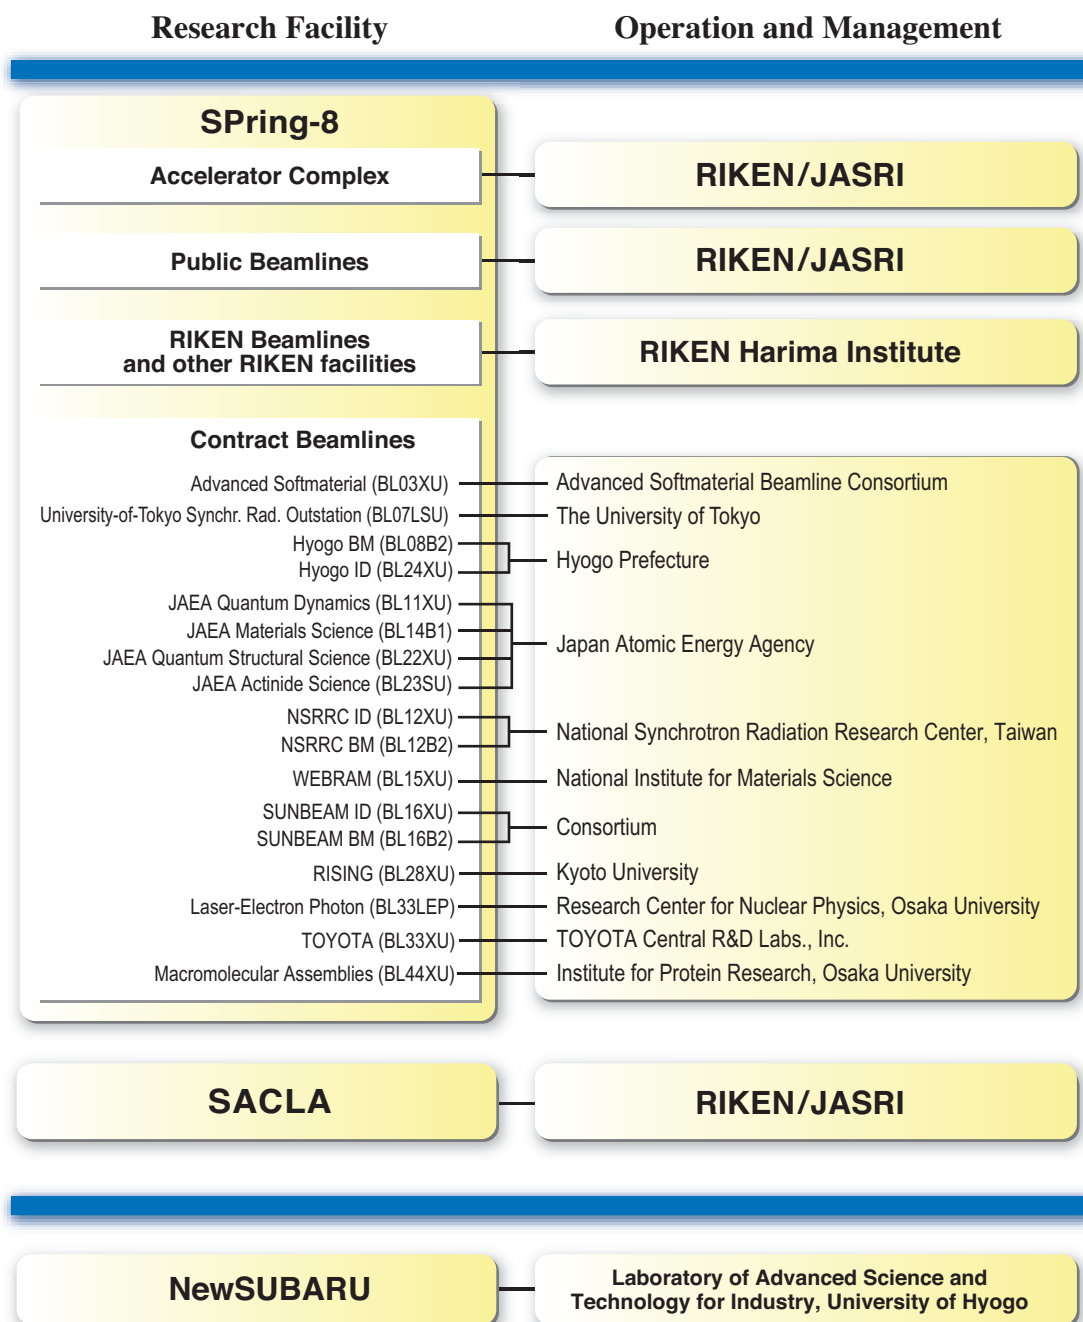 Research Facility
Operation and Management
SPring-8
Accelerator Complex
RIKEN/JASRI
Public Beamlines
RIKEN/JASRI
RIKEN Beamlines
and other RIKEN facilities
RIKEN Harima Institute
Contract Beamlines
Advanced Softmaterial (BL03XU)
Advanced Softmaterial Beamline Consortium
University-of-Tokyo Synchr. Rad. Outstation (BL07LSU)
The University of Tokyo
Hyogo BM (BL08B2)
Hyogo ID (BL24XU)
Hyogo Prefecture
JAEA Quantum Dynamics (BL11XU)
JAEA Materials Science (BL14B1)
JAEA Quantum Structural Science (BL22XU)
JAEA Actinide Science (BL23SU)
Japan Atomic Energy Agency
NSRRC ID (BL12XU)
NSRRC BM (BL12B2)
National Synchrotron Radiation Research Center, Taiwan
WEBRAM (BL15XU)
National Institute for Materials Science
SUNBEAM ID (BL16XU)
SUNBEAM BM (BL16B2)
Consortium
RISING (BL28XU)
Kyoto University
Laser-Electron Photon (BL33LEP)
Research Center for Nuclear Physics, Osaka University
TOYOTA (BL33XU)
TOYOTA Central R&D Labs., Inc.
Macromolecular Assemblies (BL44XU)
Institute for Protein Research, Osaka University
SACLA
RIKEN/JASRI
NewSUBARU
Laboratory of Advanced Science and
Technology for Industry, University of Hyogo